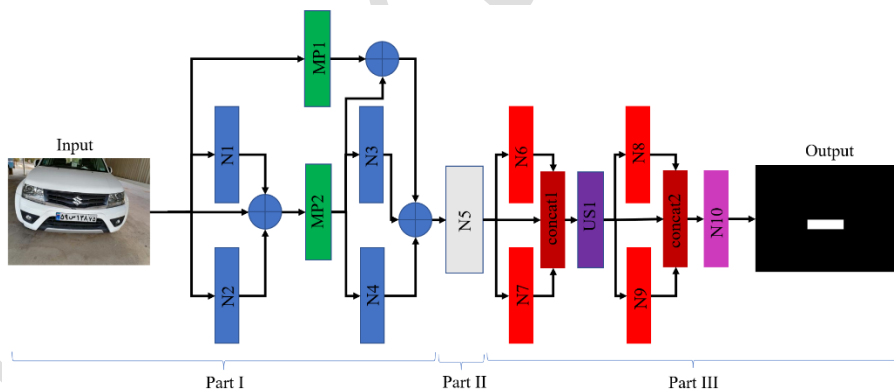 MP1
Input
N1
N3
N6
N8
Output
MP2
N5
concat1
US1
concat2
N10
N2
N4
N7
N9
Part I
Part II
Part III